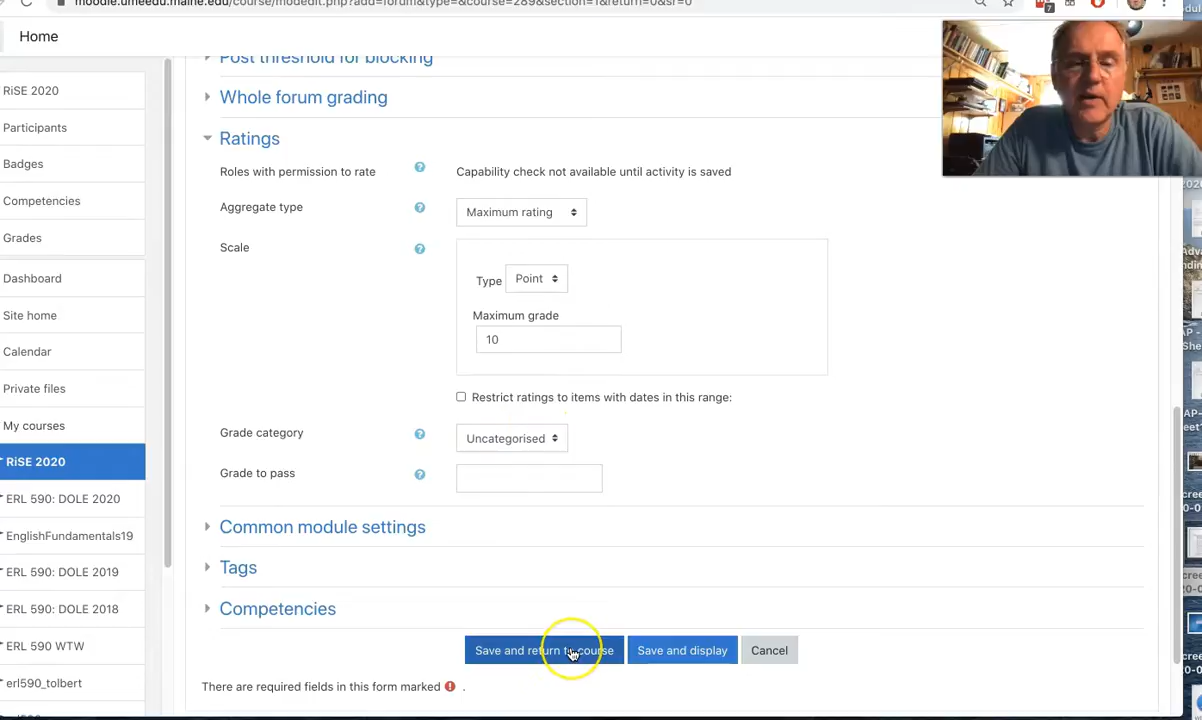 moodle.umeedu.maine.edu/course/modedit.php?add=forum&type=&course=289&section=1&return=0&sr=0
Home
Post threshold for blocking
RiSE 2020
Whole forum grading
Participants
Ratings
Badges
Roles with permission to rate
Capability check not available until activity is saved
Competencies
Aggregate type
Maximum rating
Grades
Scale
Type Point
Dashboard
Site home
Maximum grade
10
Calendar
Private files
Restrict ratings to items with dates in this range:
My courses
Grade category
Uncategorised
RiSE 2020
Grade to pass
ERL 590: DOLE 2020
Common module settings
EnglishFundamentals19
Tags
ERL 590: DOLE 2019
Competencies
ERL 590: DOLE 2018
ERL 590 WTW
Save and return to course
Save and display
Cancel
erl590_tolbert
There are required fields in this form marked .